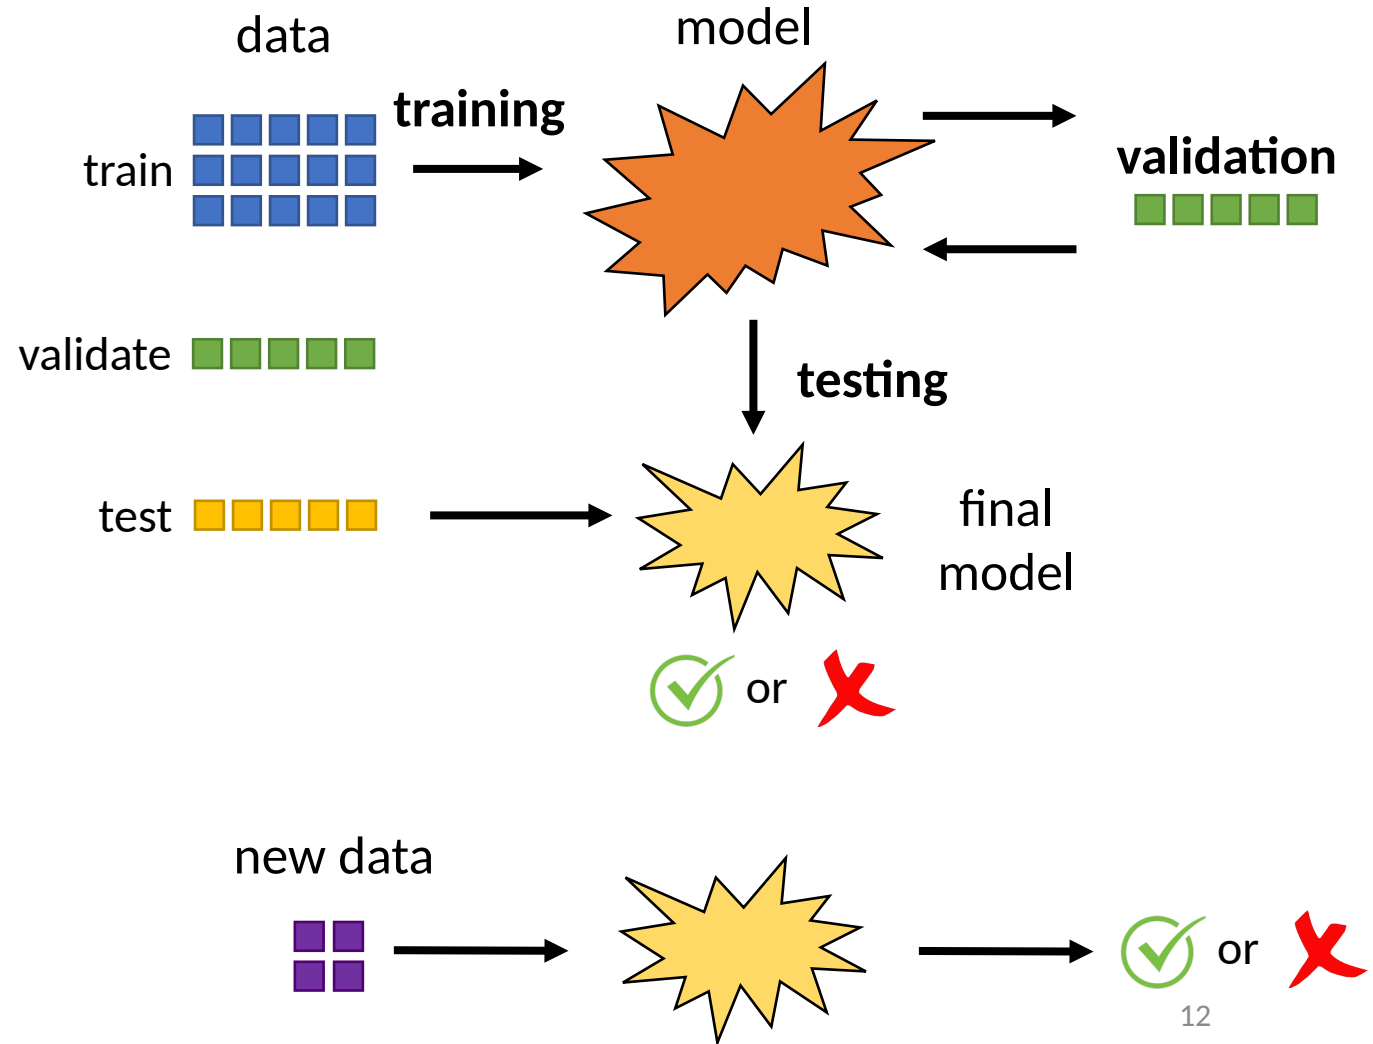 data
model
training
train
validation
validate
testing
test
final
model
or
new data
or
12